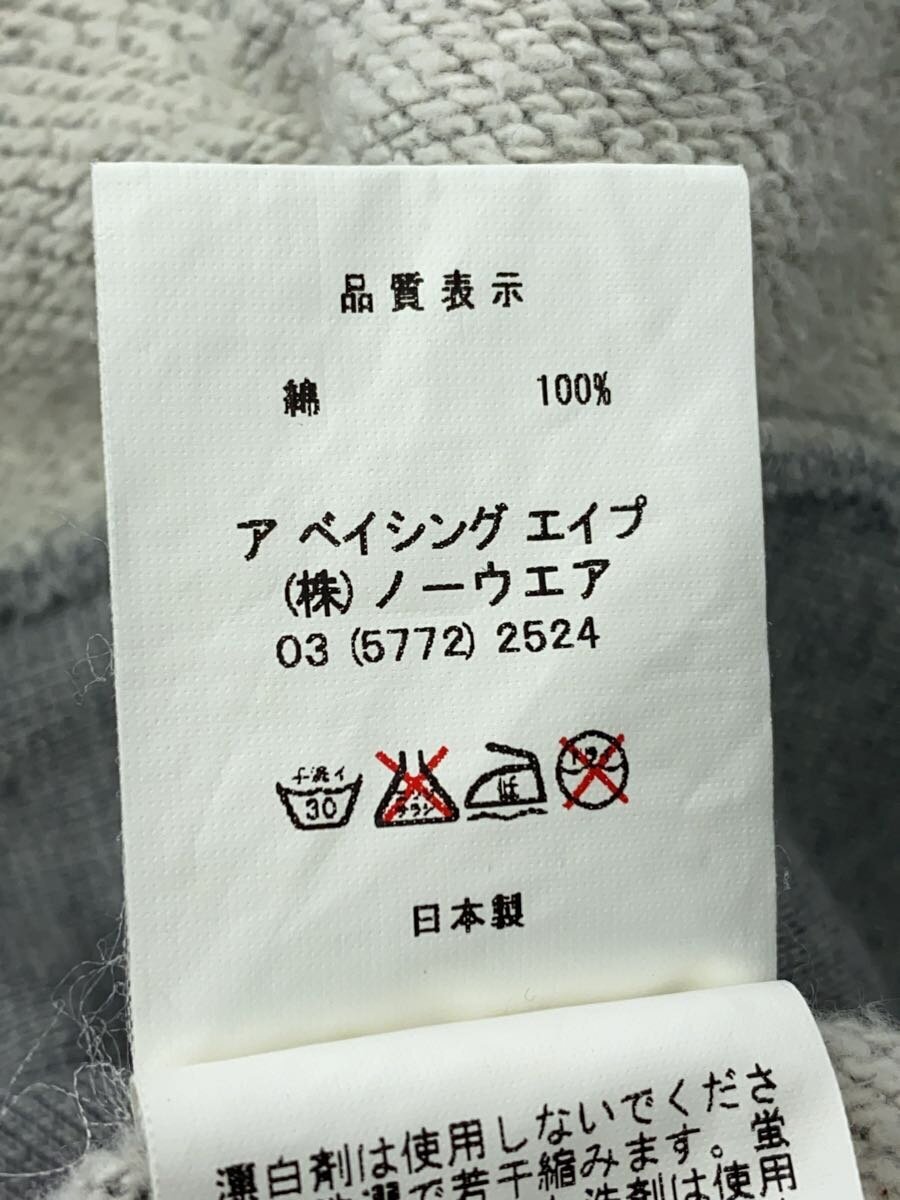 品質表示
綿 100%
ア ベイシング エイプ
(株) ノーウエア
03 (5772) 2524
手洗イ
30
低
日本製
漂白剤は使用しないでくださ
で若干縮みます。蛍
洗剤は使用